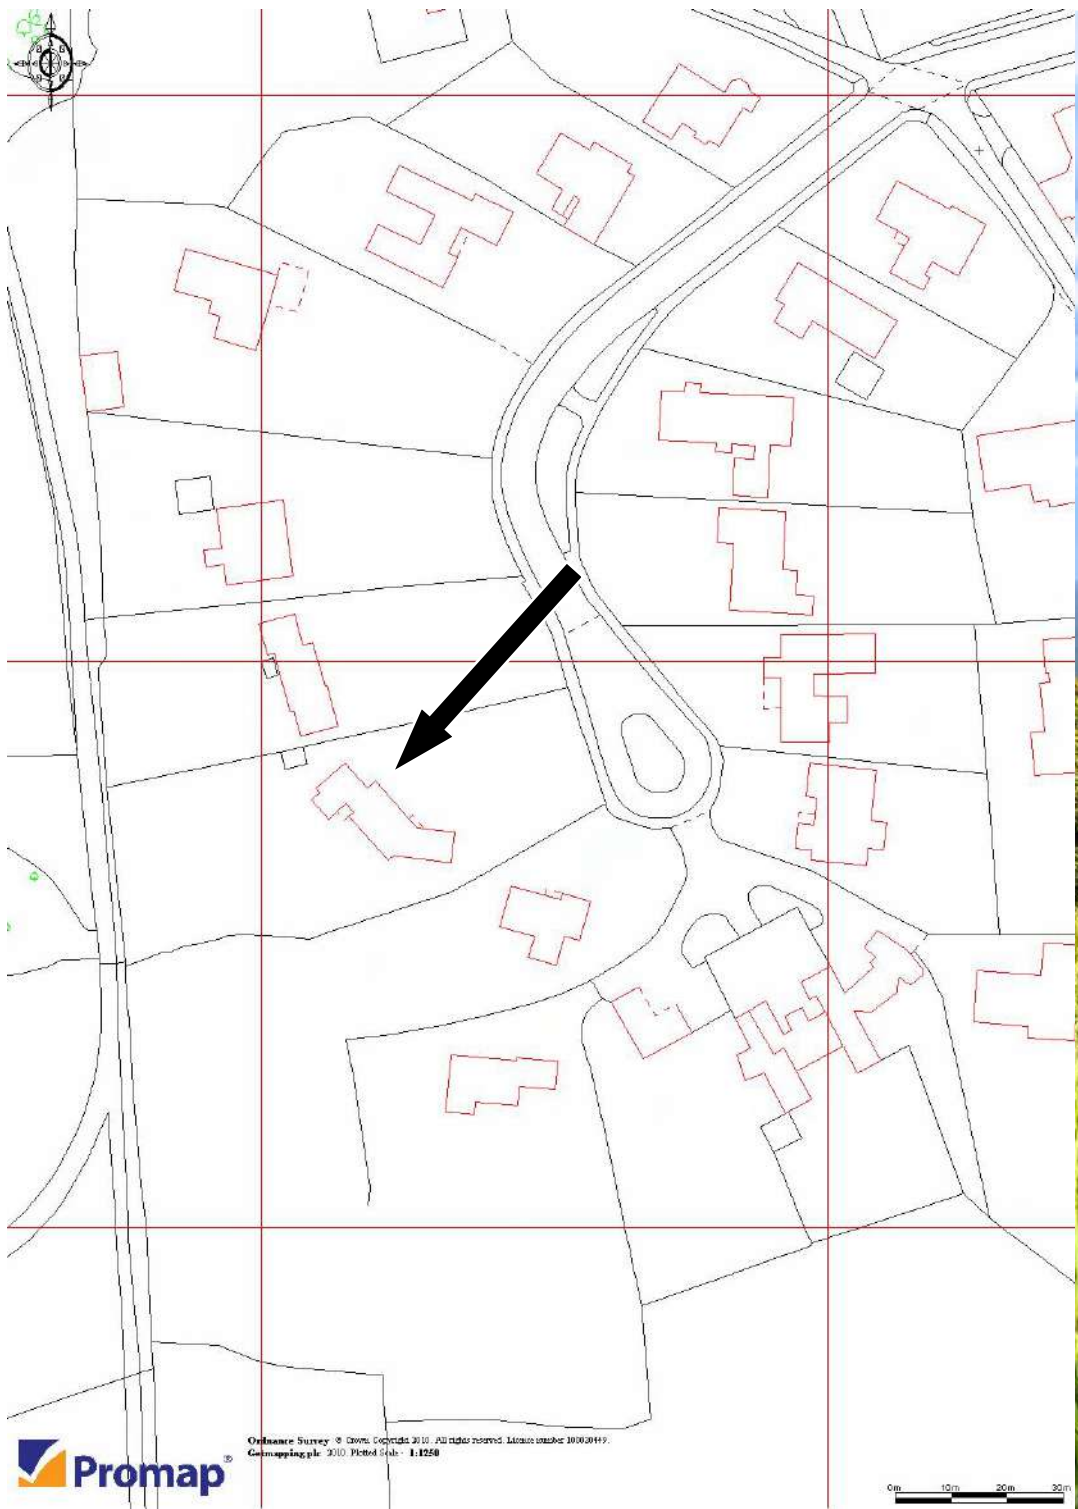 Ordnance Survey © Crown Copyright 2010. All rights reserved. Licence number 100020449.
Getmapping plc 2010. Plotted Scale - 1:1250
Promap®
0m 10m 20m 30m